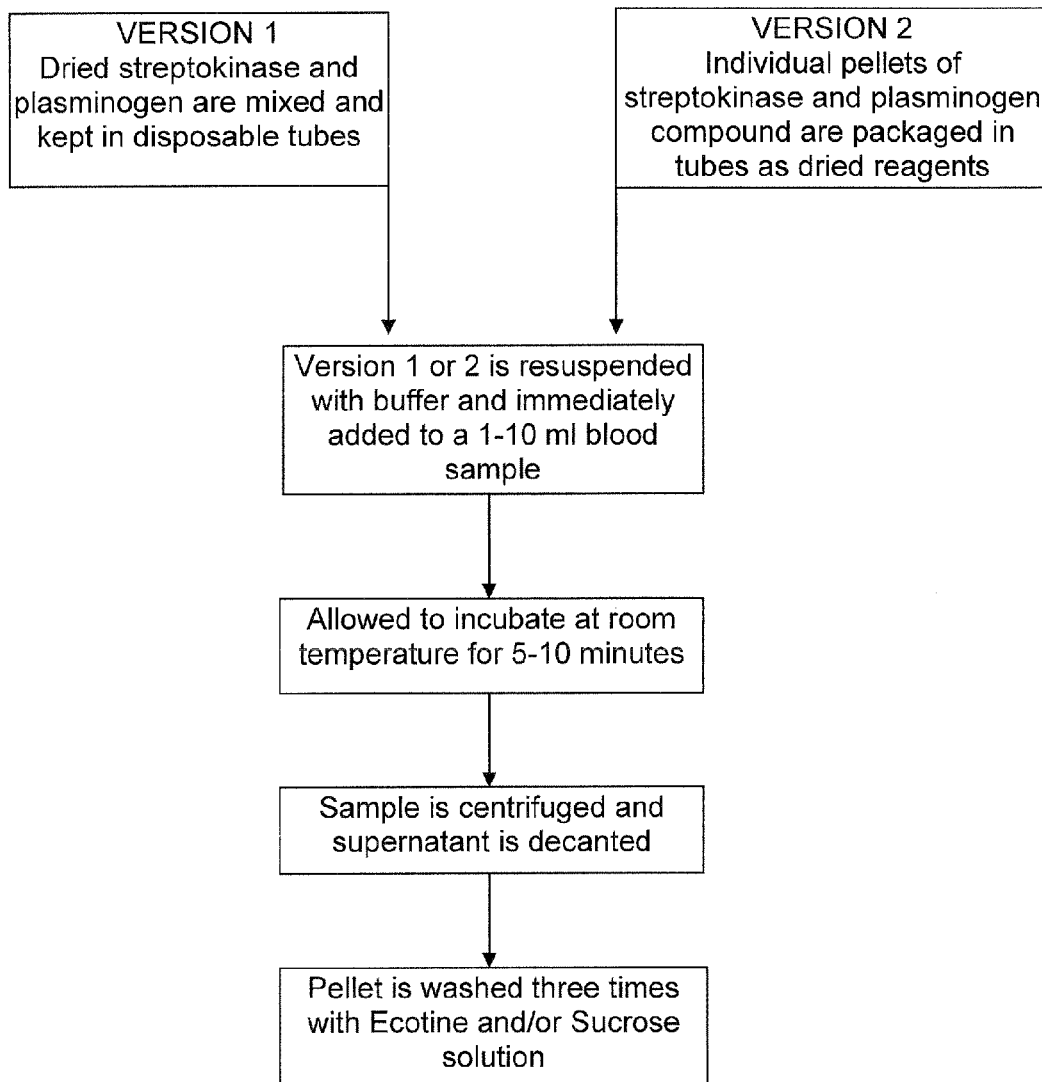 VERSION 1
Dried streptokinase and
plasminogen are mixed and
kept in disposable tubes
VERSION 2
Individual pellets of
streptokinase and plasminogen
compound are packaged in
tubes as dried reagents
Version 1 or 2 is resuspended
with buffer and immediately
added to a 1-10 ml blood
sample
Allowed to incubate at room
temperature for 5-10 minutes
Sample is centrifuged and
supernatant is decanted
Pellet is washed three times
with Ecotine and/or Sucrose
solution